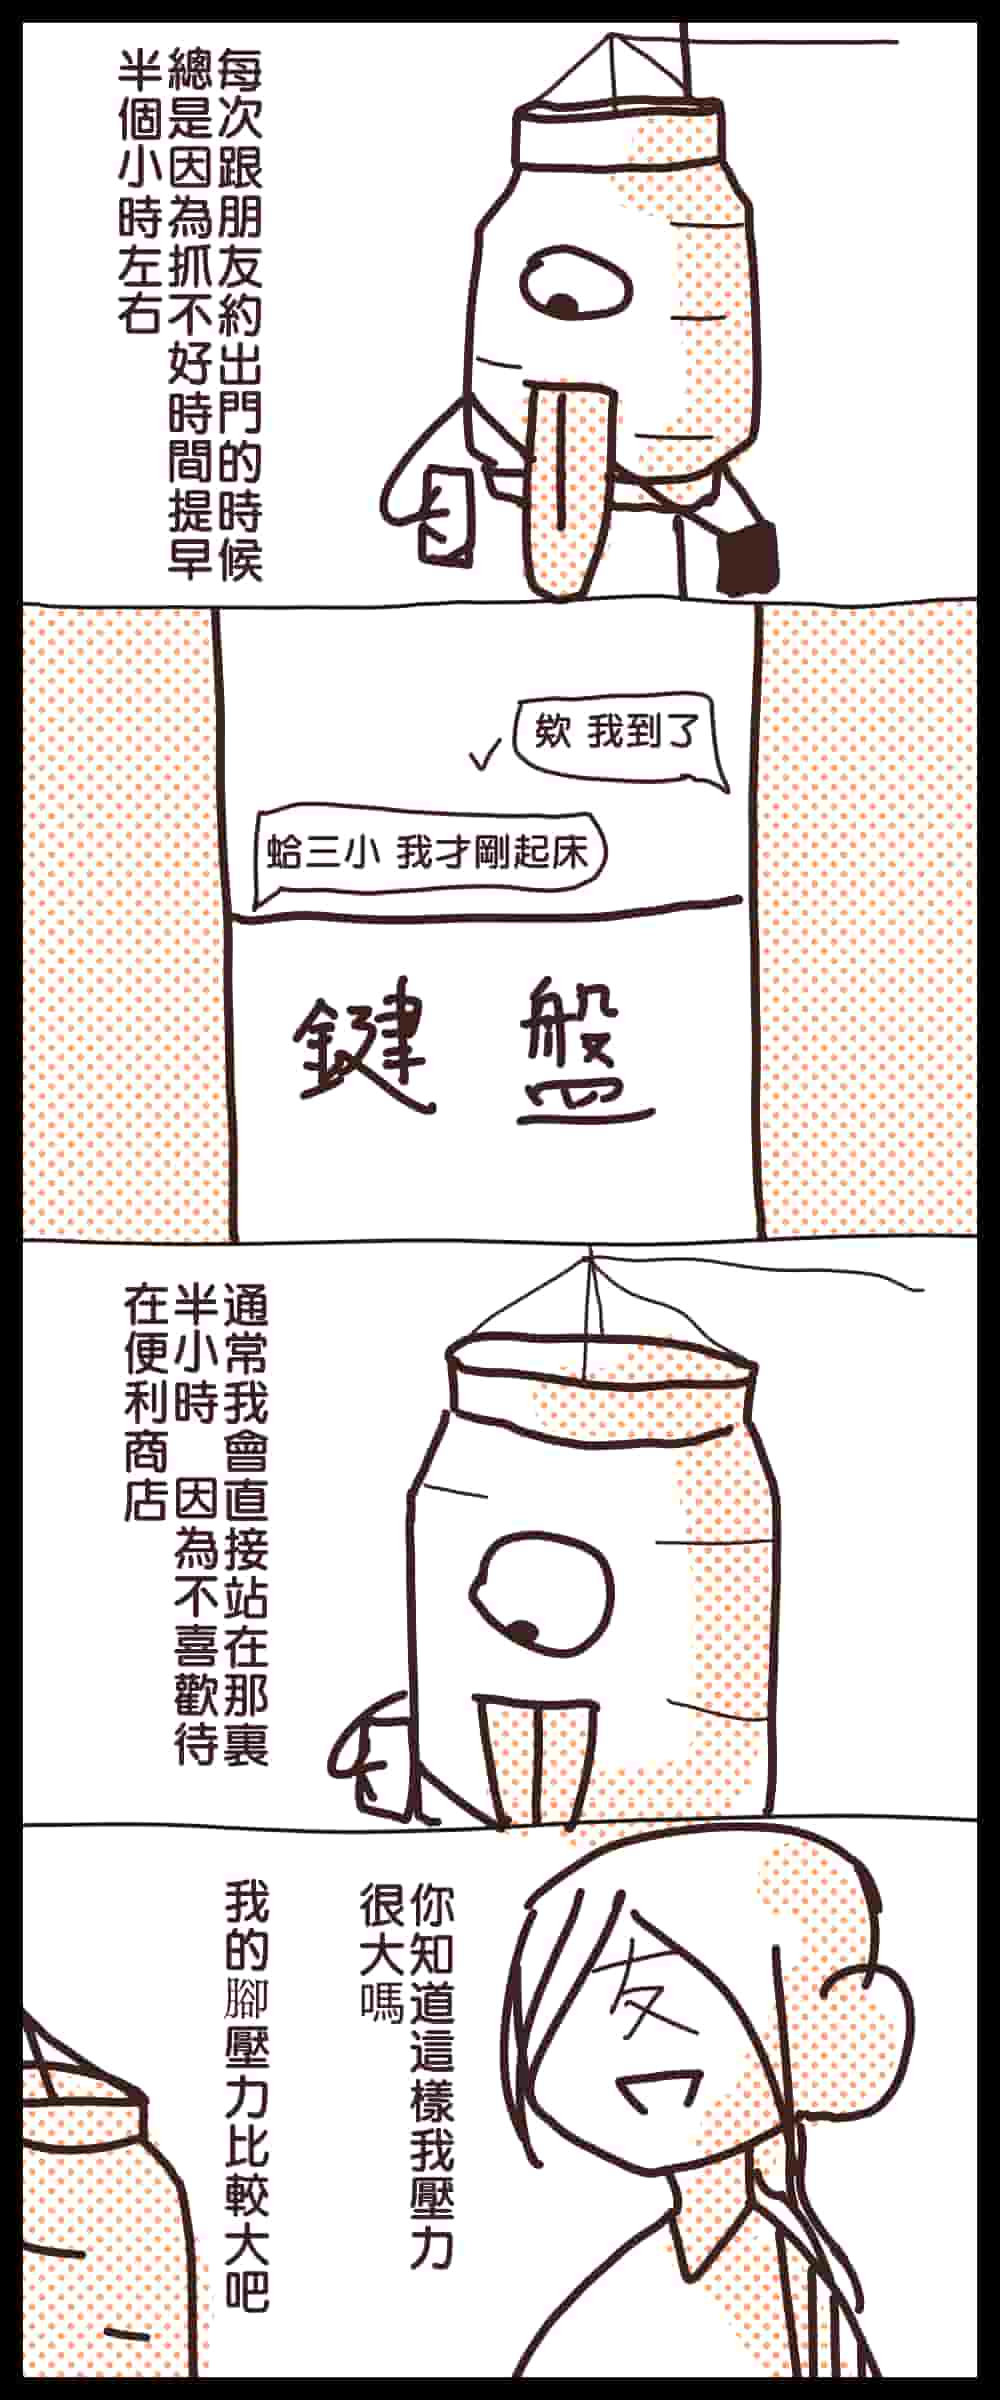 每次跟朋友約出門的時候
總是因為抓不好時間提早
半個小時左右
欸 我到了
蛤三小 我才剛起床
鍵盤
通常我會直接站在那裏
半小時 因為不喜歡待
在便利商店
友
你知道這樣我壓力
很大嗎
我的腳壓力比較大吧